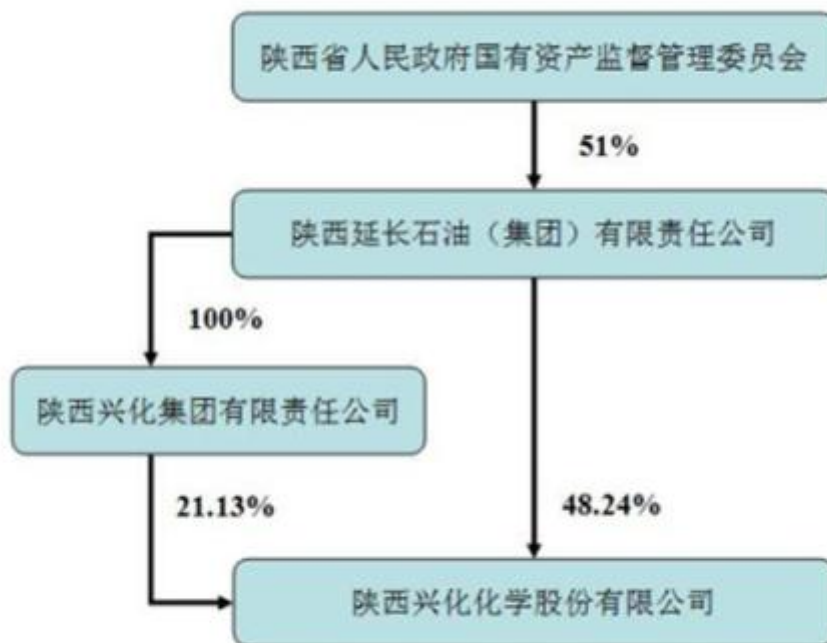 陕西省人民政府国有资产监督管理委员会
51%
陕西延长石油（集团）有限责任公司
100%
陕西兴化集团有限责任公司
21.13%
48.24%
陕西兴化化学股份有限公司